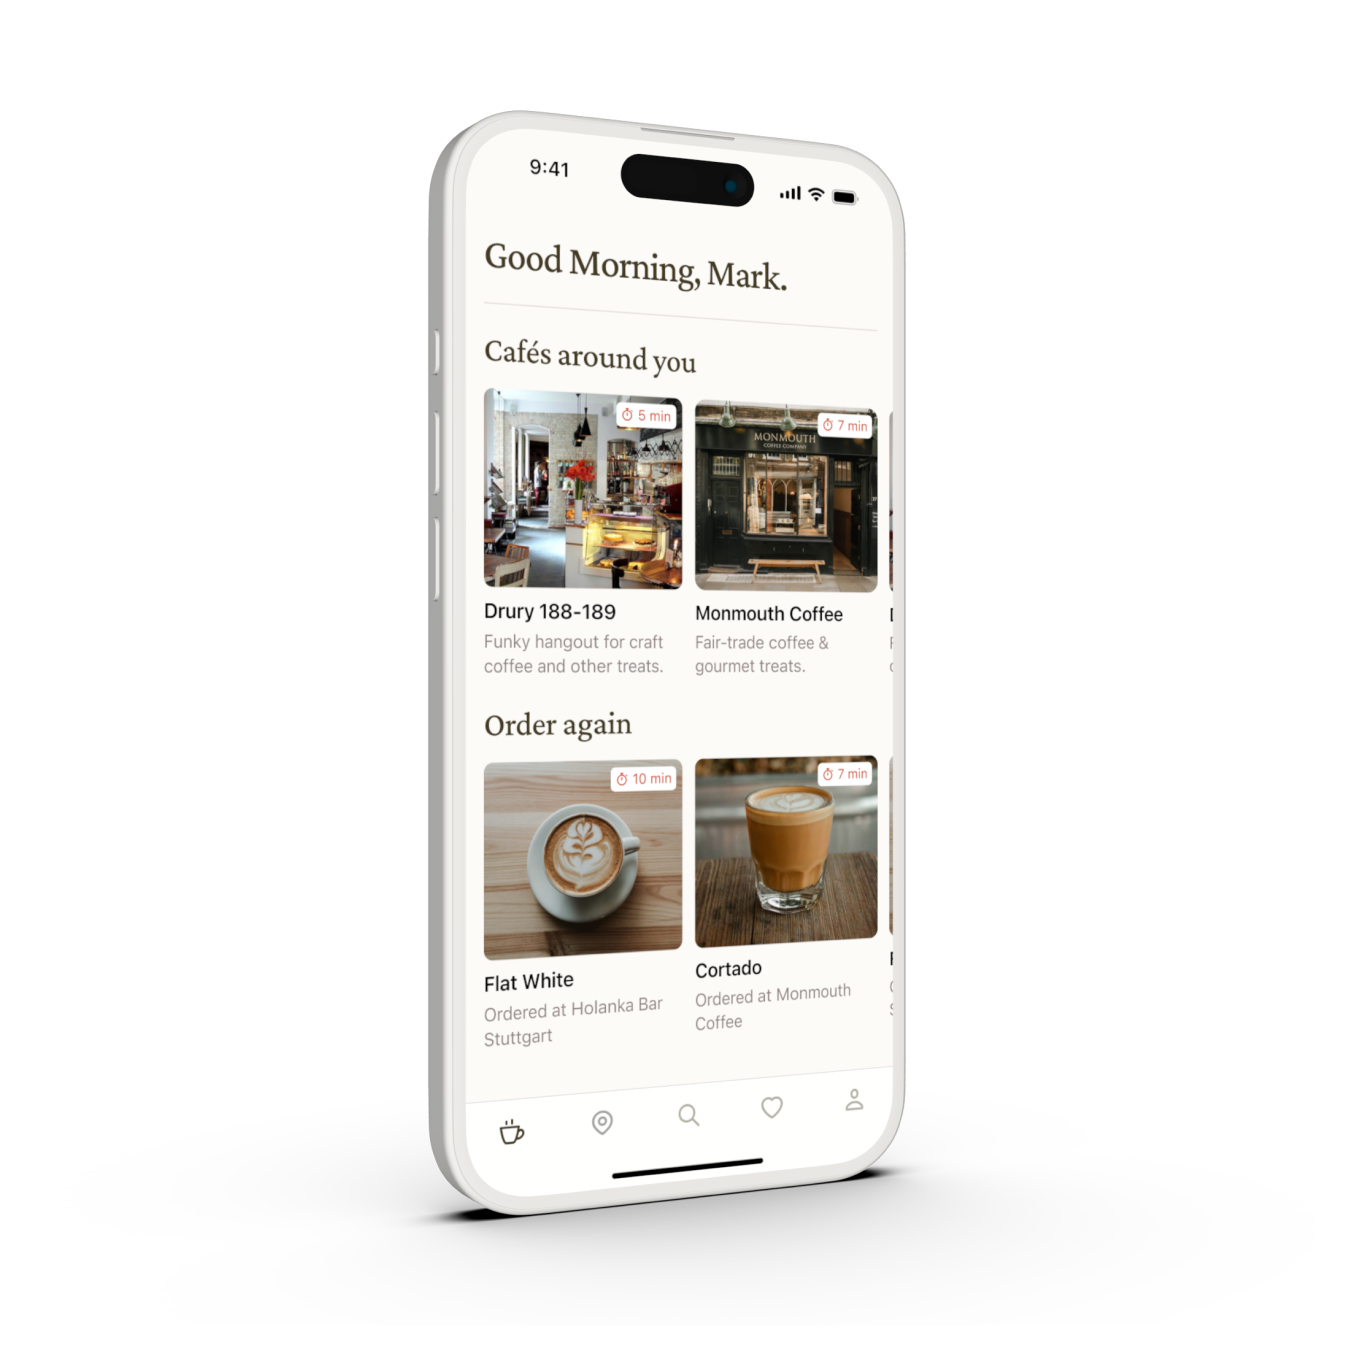 9:41
Good Morning, Mark.
Cafés around you
5 min
7 min
MONMOUTH
COFFEE COMPANY
Drury 188-189
Monmouth Coffee
Funky hangout for craft
coffee and other treats.
Fair-trade coffee &
gourmet treats.
Order again
10 min
7 min
Flat White
Cortado
Ordered at Holanka Bar
Stuttgart
Ordered at Monmouth
Coffee